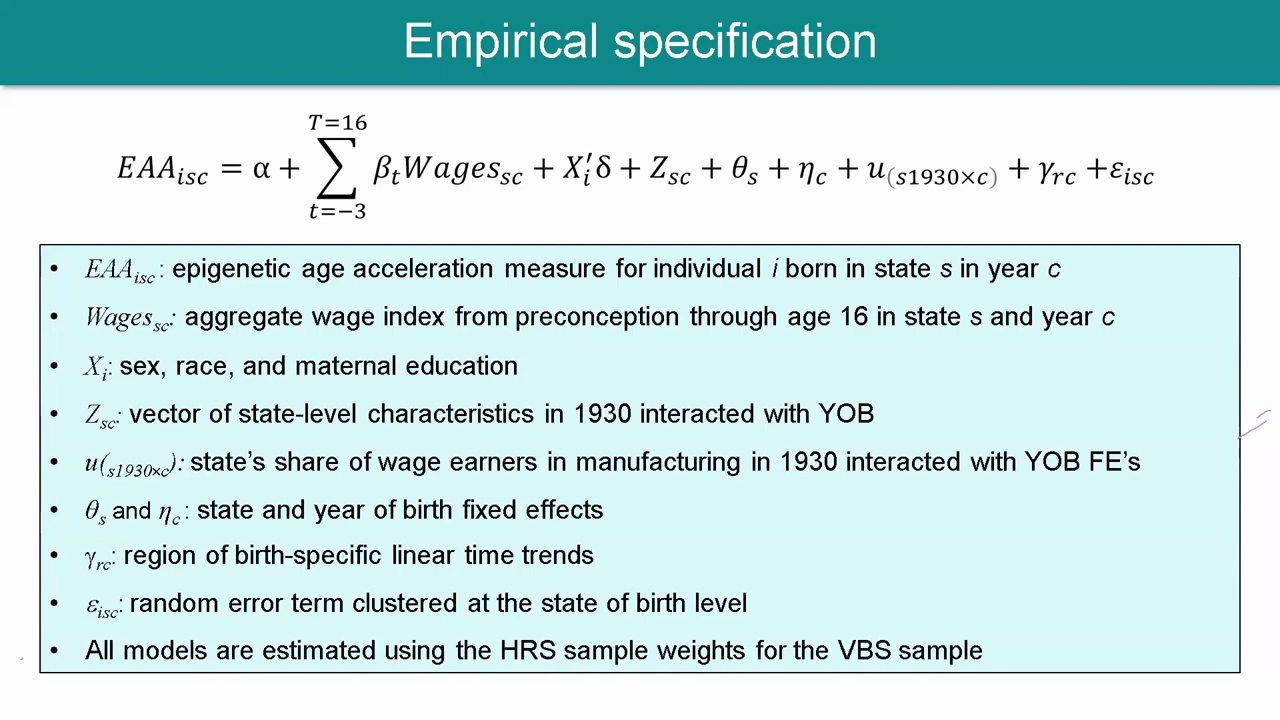 Empirical specification
T=16
EAA_isc = α + ∑ β_t Wages_sc + X_i′δ + Z_sc + θ_s + η_c + u_(s1930×c) + γ_rc +ε_isc
t=−3
• EAA_isc : epigenetic age acceleration measure for individual i born in state s in year c
• Wages_sc: aggregate wage index from preconception through age 16 in state s and year c
• X_i: sex, race, and maternal education
• Z_sc: vector of state-level characteristics in 1930 interacted with YOB
• u(_s1930×c): state's share of wage earners in manufacturing in 1930 interacted with YOB FE's
• θ_s and η_c : state and year of birth fixed effects
• γ_rc: region of birth-specific linear time trends
• ε_isc: random error term clustered at the state of birth level
• All models are estimated using the HRS sample weights for the VBS sample